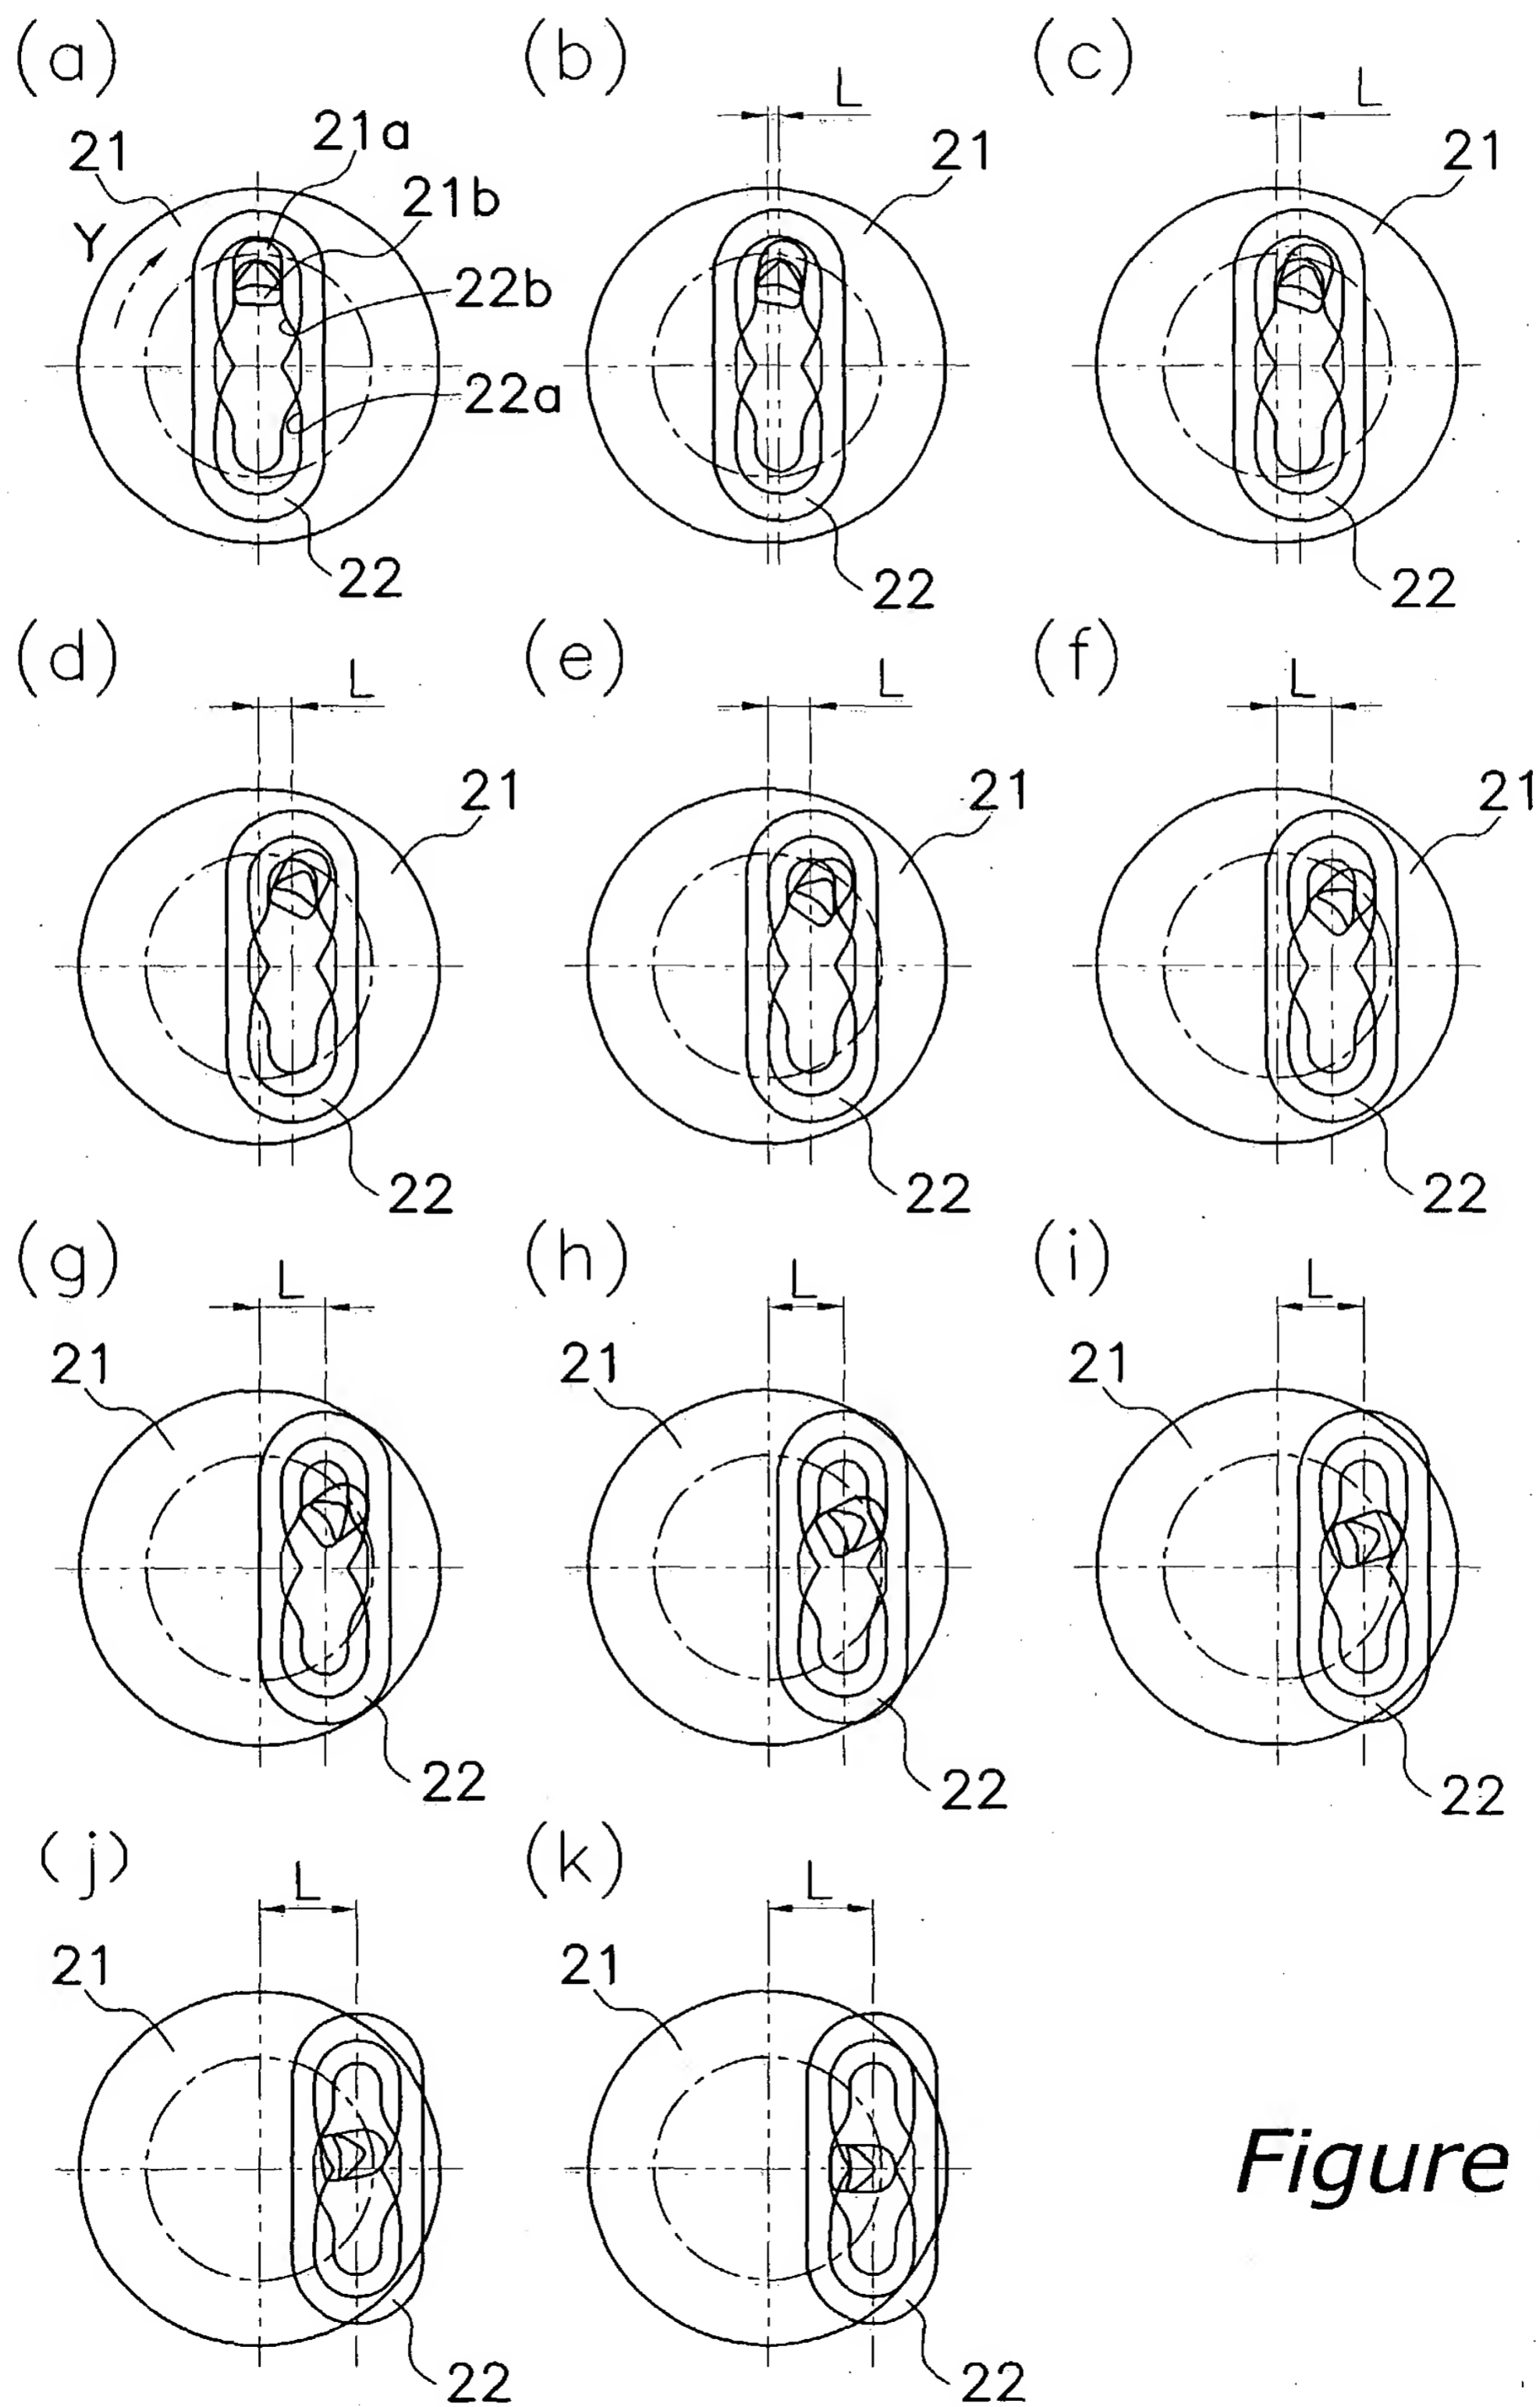 (a) (b) (c)
L L
21 21a 21b 21 21
Y
22b
22a
22 22 22
(d) (e) (f)
L L L
21 21 21
22 22 22
(g) (h) (i)
L L L
21 21 21
22 22 22
(j) (k)
L L
21 21
Figure
22 22